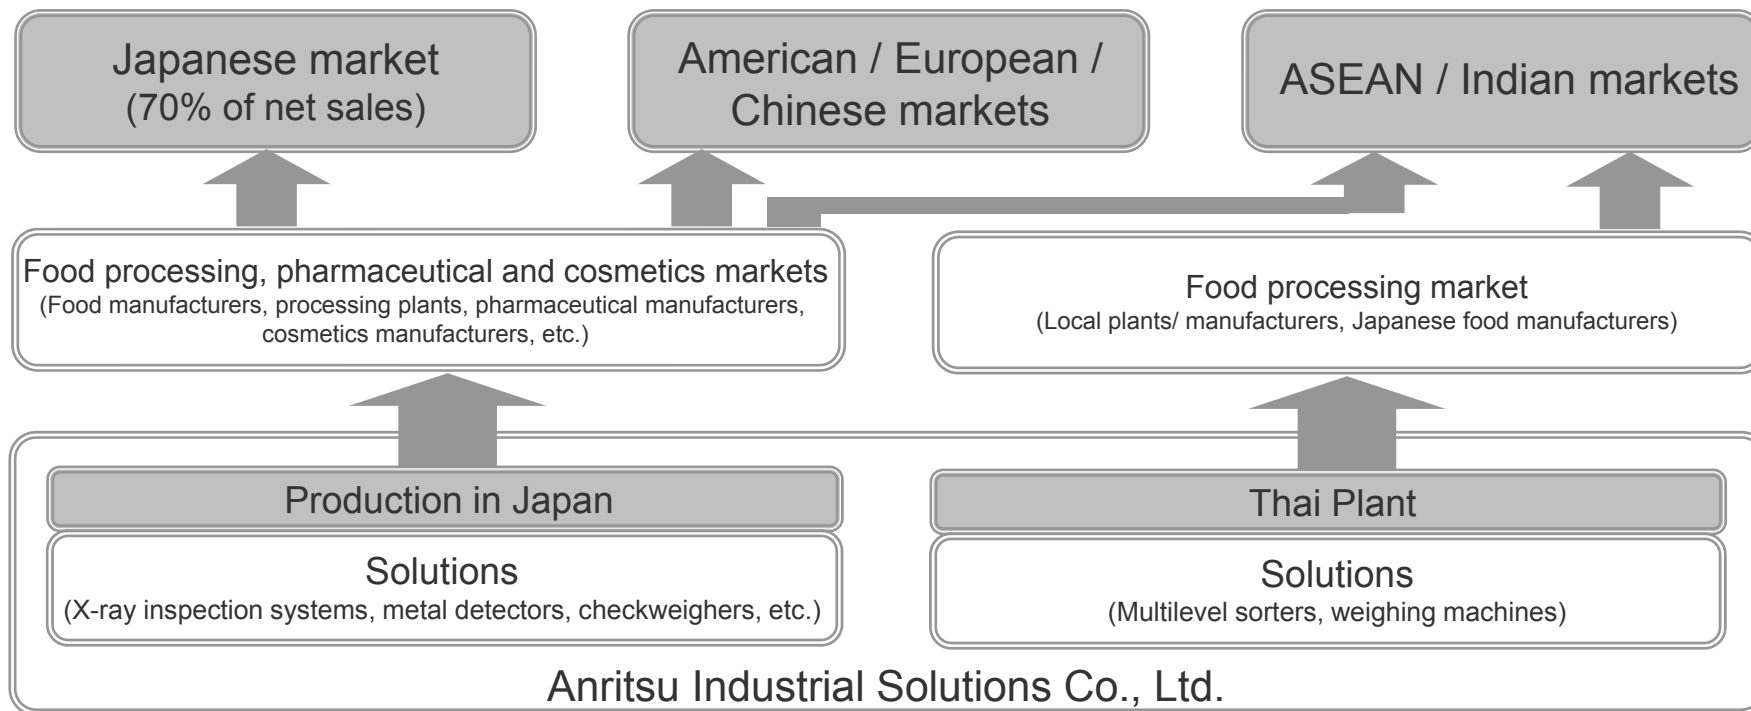 Japanese market
(70% of net sales)
American / European /
Chinese markets
ASEAN / Indian markets
Food processing, pharmaceutical and cosmetics markets
(Food manufacturers, processing plants, pharmaceutical manufacturers,
cosmetics manufacturers, etc.)
Food processing market
(Local plants/ manufacturers, Japanese food manufacturers)
Production in Japan
Solutions
(X-ray inspection systems, metal detectors, checkweighers, etc.)
Thai Plant
Solutions
(Multilevel sorters, weighing machines)
Anritsu Industrial Solutions Co., Ltd.